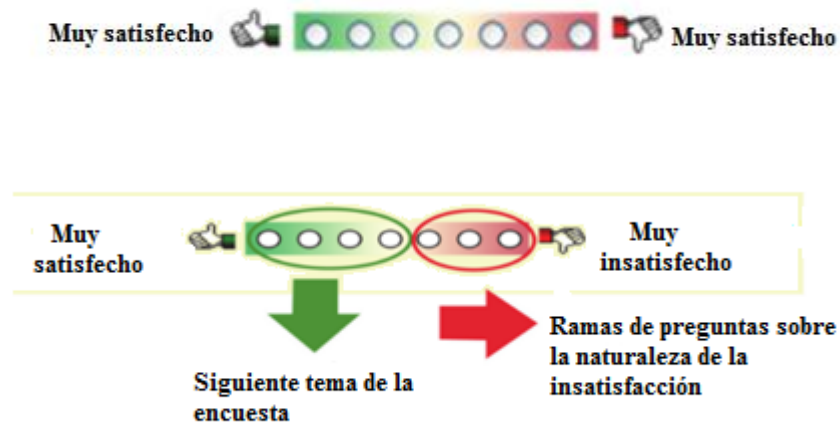 Muy satisfecho
Muy satisfecho
Muy
satisfecho
Muy
insatisfecho
Siguiente tema de la
encuesta
Ramas de preguntas sobre
la naturaleza de la
insatisfacción